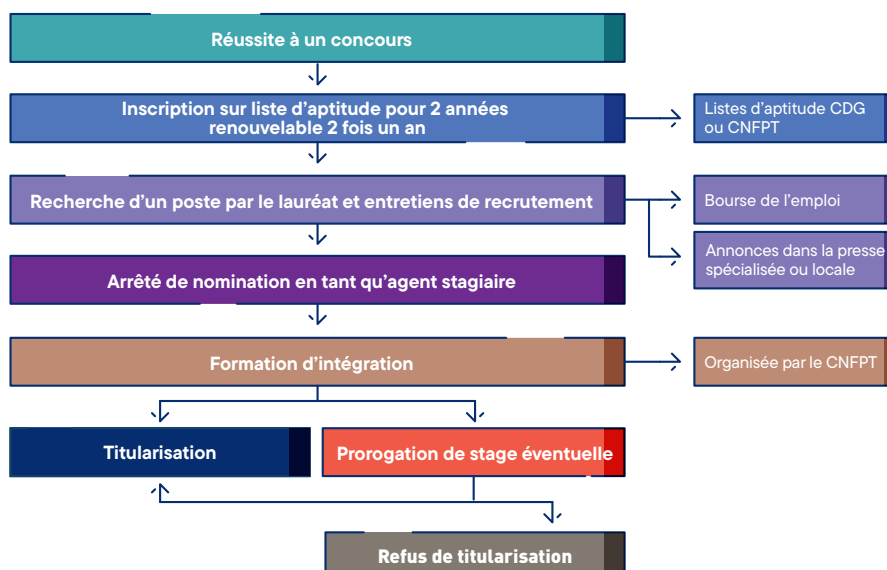 Réussite à un concours
Inscription sur liste d'aptitude pour 2 années
renouvelable 2 fois un an
Listes d'aptitude CDG
ou CNFPT
Recherche d'un poste par le lauréat et entretiens de recrutement
Bourse de l'emploi
Annonces dans la presse
spécialisée ou locale
Arrêté de nomination en tant qu'agent stagiaire
Formation d'intégration
Organisée par le CNFPT
Titularisation
Prorogation de stage éventuelle
Refus de titularisation